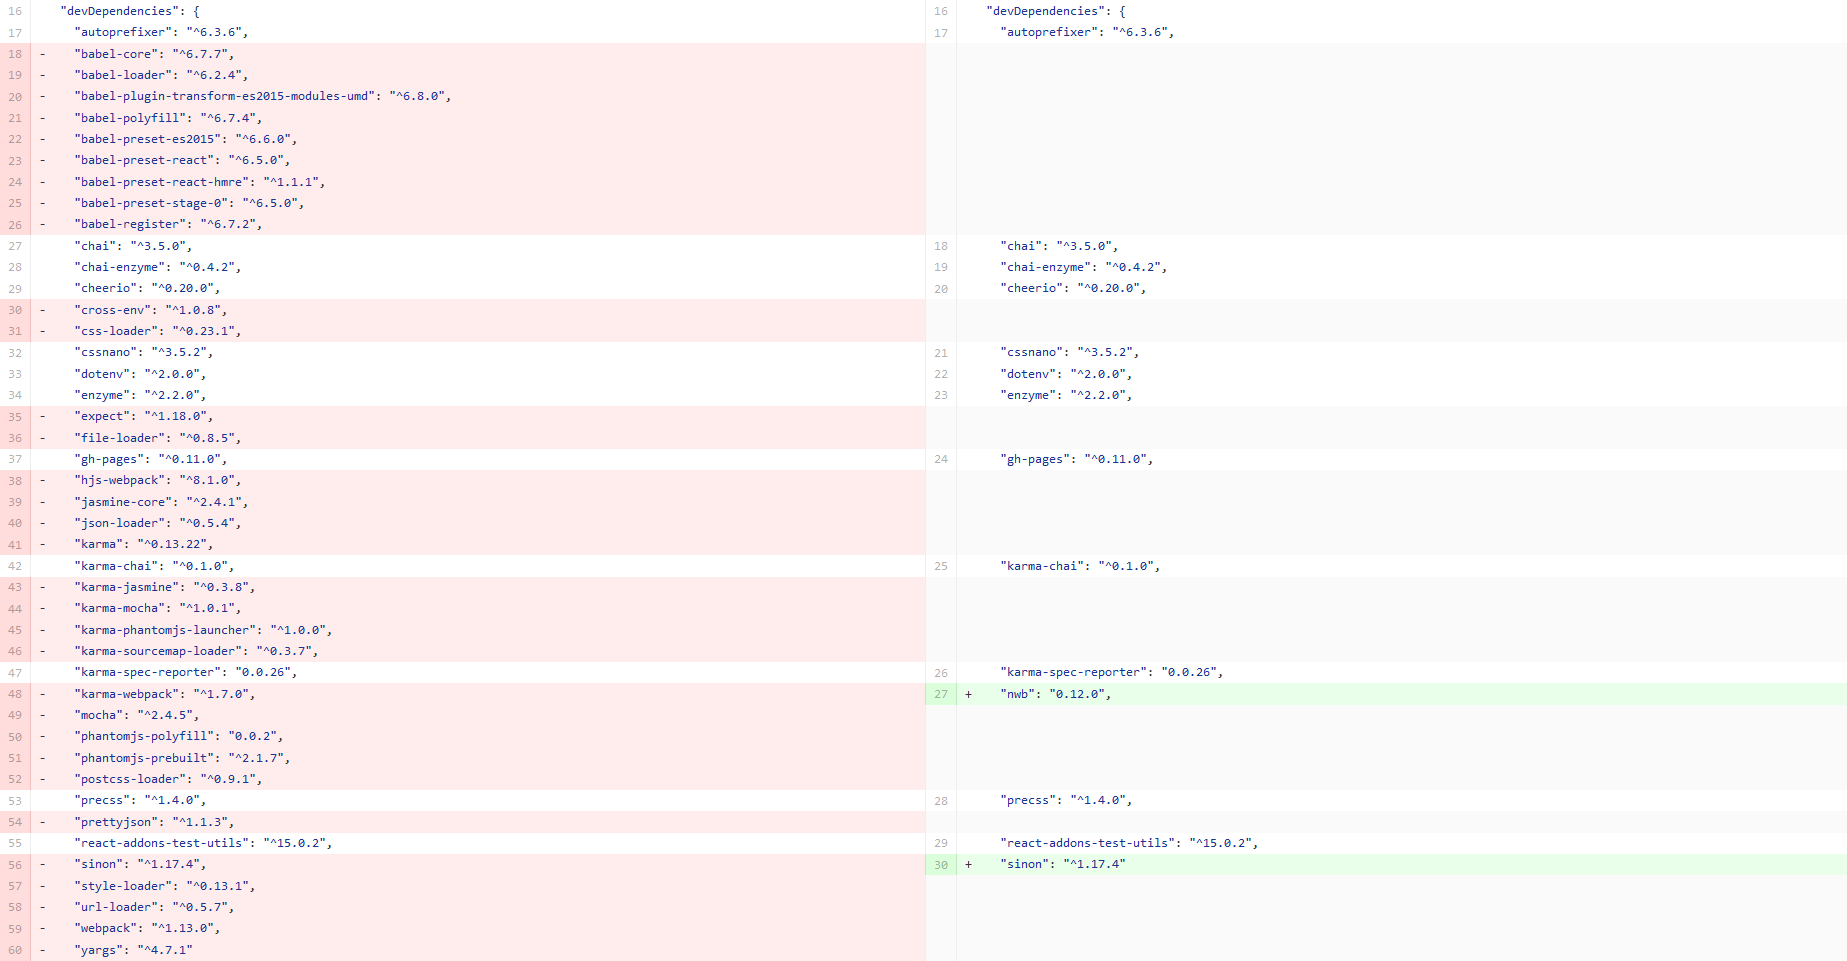 16 "devDependencies": {
17 "autoprefixer": "^6.3.6",
18 - "babel-core": "^6.7.7",
19 - "babel-loader": "^6.2.4",
20 - "babel-plugin-transform-es2015-modules-umd": "^6.8.0",
21 - "babel-polyfill": "^6.7.4",
22 - "babel-preset-es2015": "^6.6.0",
23 - "babel-preset-react": "^6.5.0",
24 - "babel-preset-react-hmre": "^1.1.1",
25 - "babel-preset-stage-0": "^6.5.0",
26 - "babel-register": "^6.7.2",
27 "chai": "^3.5.0",
28 "chai-enzyme": "^0.4.2",
29 "cheerio": "^0.20.0",
30 - "cross-env": "^1.0.8",
31 - "css-loader": "^0.23.1",
32 "cssnano": "^3.5.2",
33 "dotenv": "^2.0.0",
34 "enzyme": "^2.2.0",
35 - "expect": "^1.18.0",
36 - "file-loader": "^0.8.5",
37 "gh-pages": "^0.11.0",
38 - "hjs-webpack": "^8.1.0",
39 - "jasmine-core": "^2.4.1",
40 - "json-loader": "^0.5.4",
41 - "karma": "^0.13.22",
42 "karma-chai": "^0.1.0",
43 - "karma-jasmine": "^0.3.8",
44 - "karma-mocha": "^1.0.1",
45 - "karma-phantomjs-launcher": "^1.0.0",
46 - "karma-sourcemap-loader": "^0.3.7",
47 "karma-spec-reporter": "0.0.26",
48 - "karma-webpack": "^1.7.0",
49 - "mocha": "^2.4.5",
50 - "phantomjs-polyfill": "0.0.2",
51 - "phantomjs-prebuilt": "^2.1.7",
52 - "postcss-loader": "^0.9.1",
53 "precss": "^1.4.0",
54 - "prettyjson": "^1.1.3",
55 "react-addons-test-utils": "^15.0.2",
56 - "sinon": "^1.17.4",
57 - "style-loader": "^0.13.1",
58 - "url-loader": "^0.5.7",
59 - "webpack": "^1.13.0",
60 - "yargs": "^4.7.1"
16 "devDependencies": {
17 "autoprefixer": "^6.3.6",
18 "chai": "^3.5.0",
19 "chai-enzyme": "^0.4.2",
20 "cheerio": "^0.20.0",
21 "cssnano": "^3.5.2",
22 "dotenv": "^2.0.0",
23 "enzyme": "^2.2.0",
24 "gh-pages": "^0.11.0",
25 "karma-chai": "^0.1.0",
26 "karma-spec-reporter": "0.0.26",
27 + "nwb": "0.12.0",
28 "precss": "^1.4.0",
29 "react-addons-test-utils": "^15.0.2",
30 + "sinon": "^1.17.4"